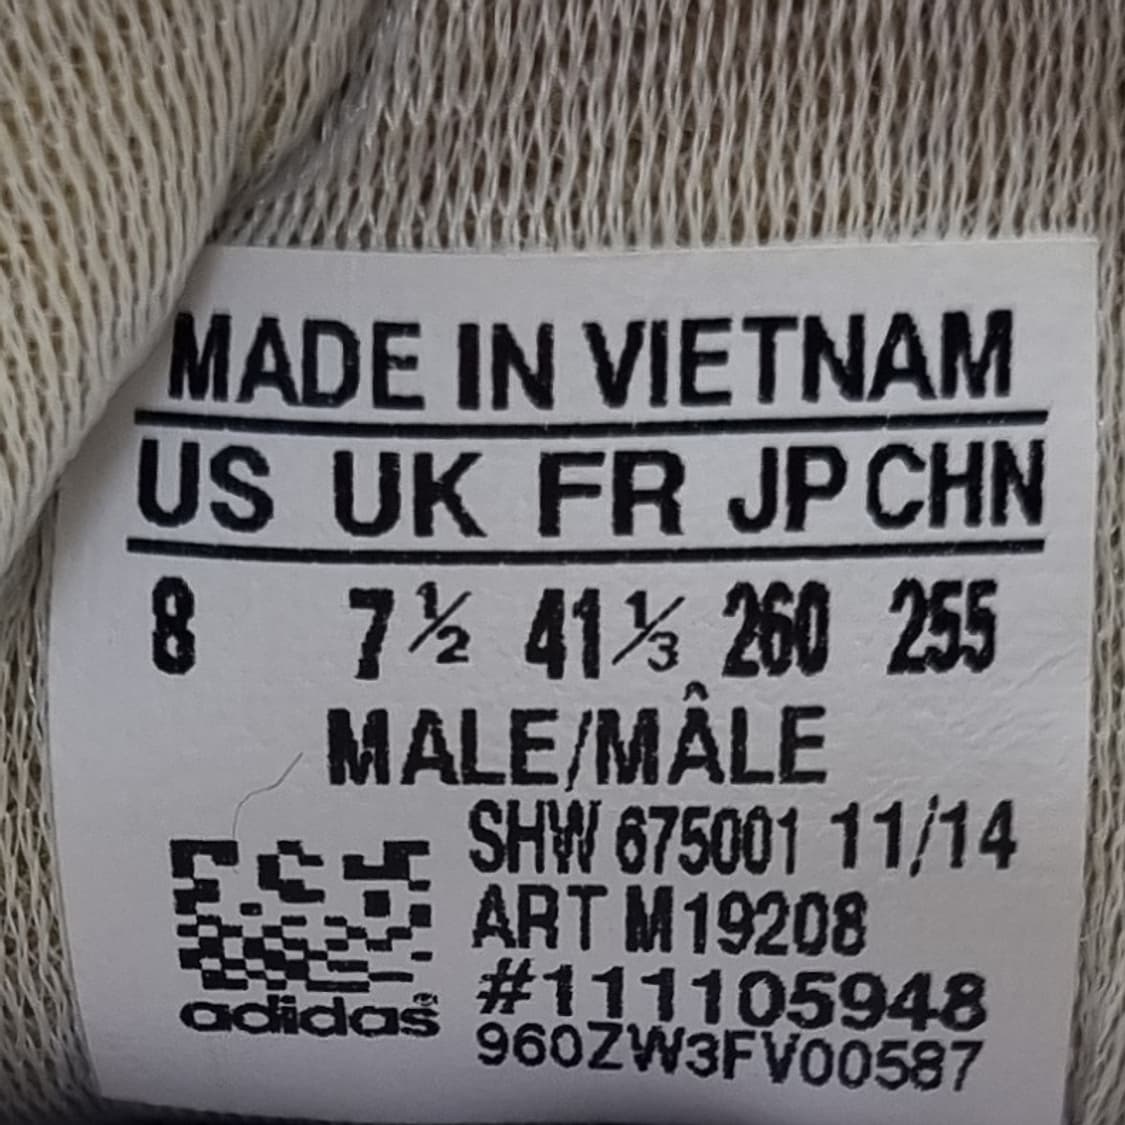 MADE IN VIETNAM
US UK FR JP CHN
8 7½ 41⅓ 260 255
MALE/MÂLE
SHW 675001 11/14
ART M19208
#111105948
adidas®
960ZW3FV00587